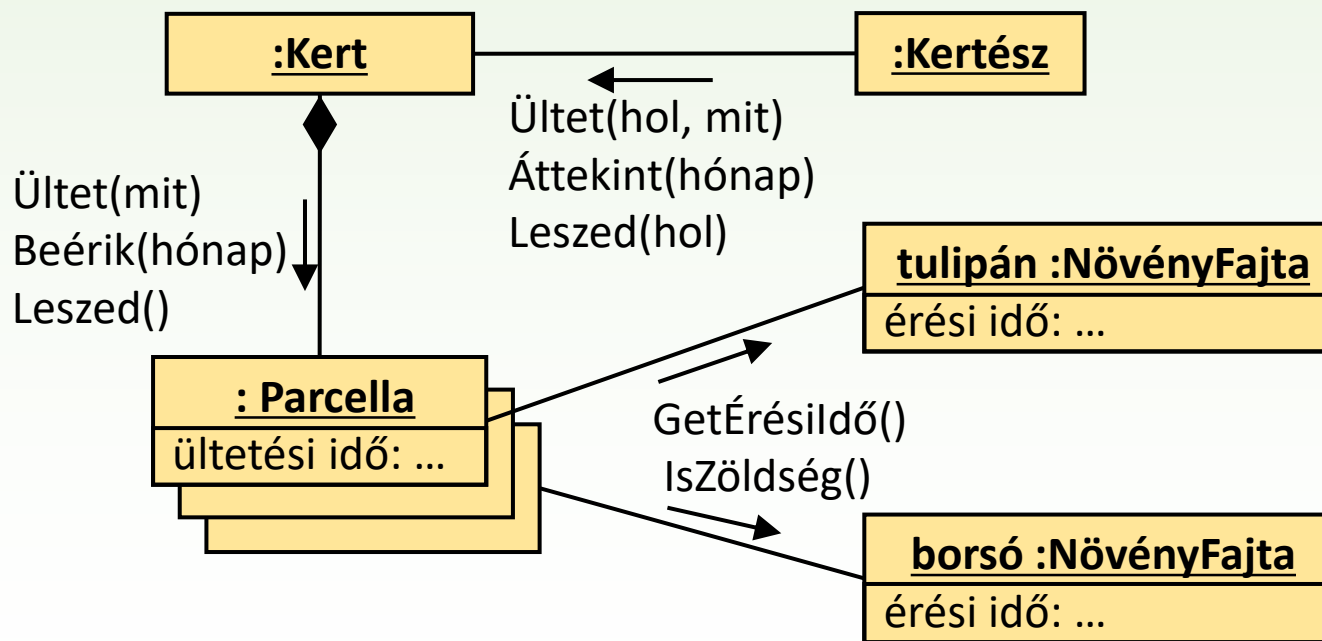 :Kert
:Kertész
Ültet(hol, mit)
Áttekint(hónap)
Leszed(hol)
Ültet(mit)
Beérik(hónap)
Leszed()
tulipán :NövényFajta
érési idő: ...
: Parcella
ültetési idő: ...
GetÉrésiIdő()
IsZöldség()
borsó :NövényFajta
érési idő: ...